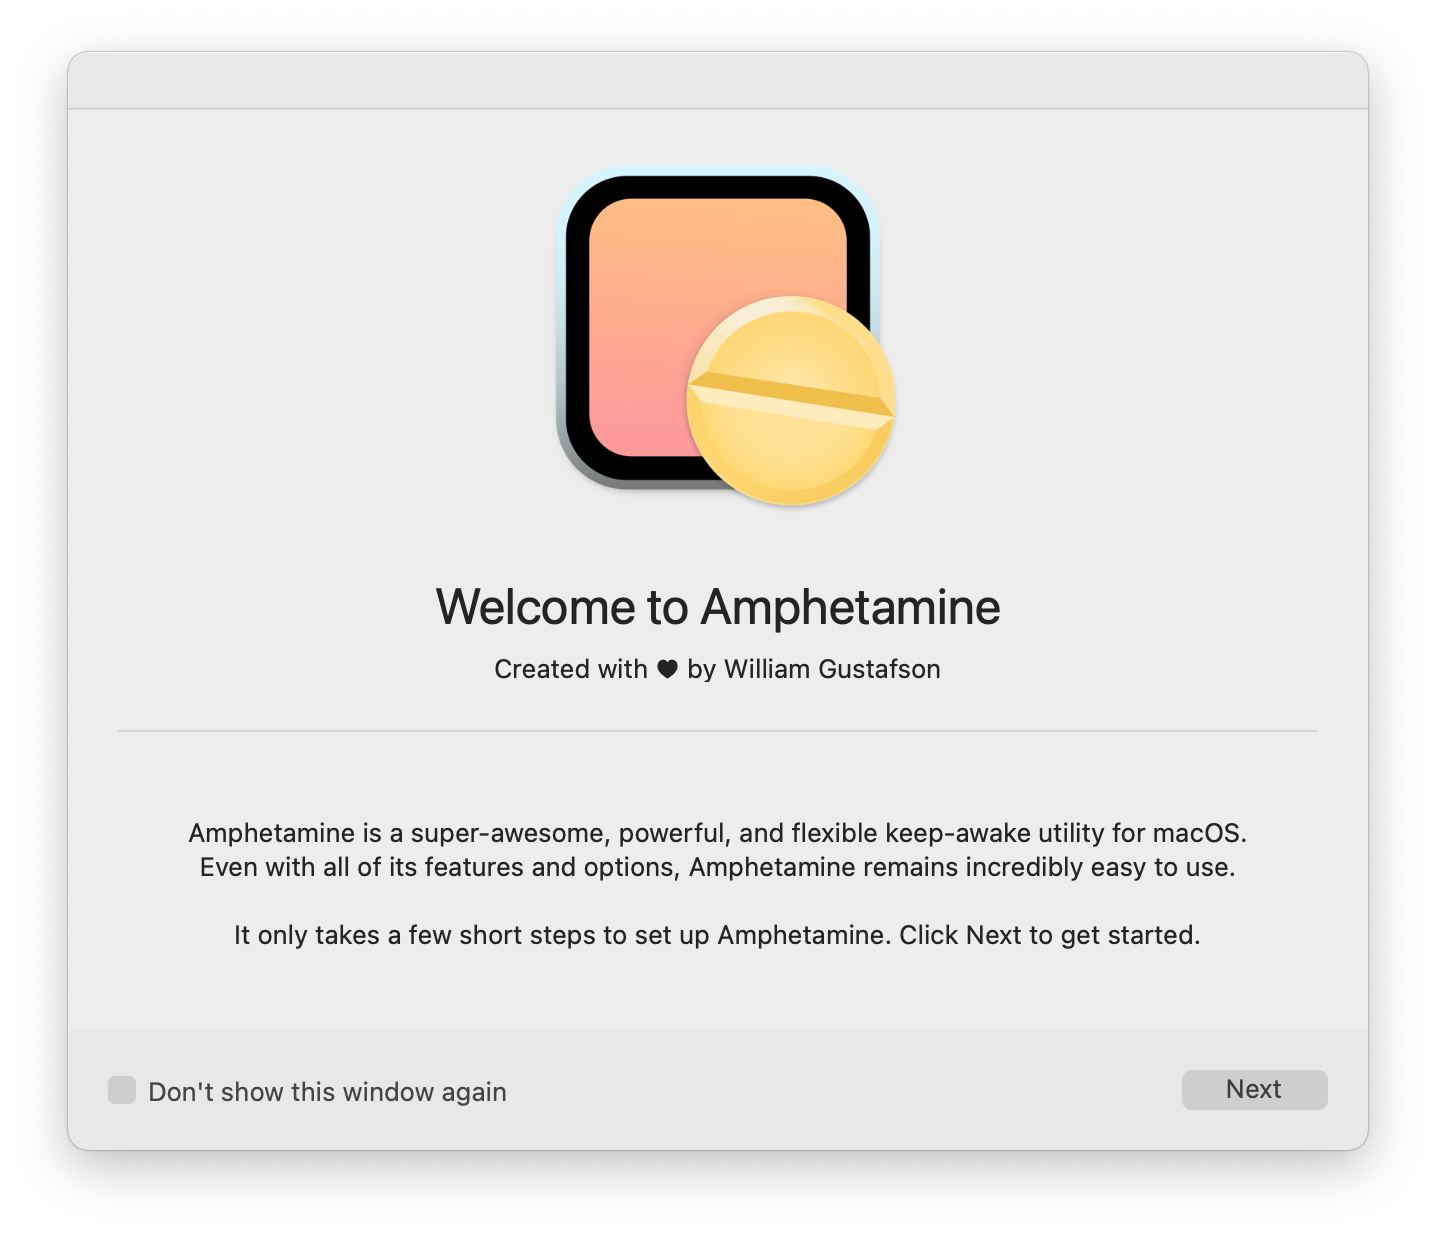 Welcome to Amphetamine
Created with ♥ by William Gustafson
Amphetamine is a super-awesome, powerful, and flexible keep-awake utility for macOS.
Even with all of its features and options, Amphetamine remains incredibly easy to use.
It only takes a few short steps to set up Amphetamine. Click Next to get started.
Don't show this window again
Next